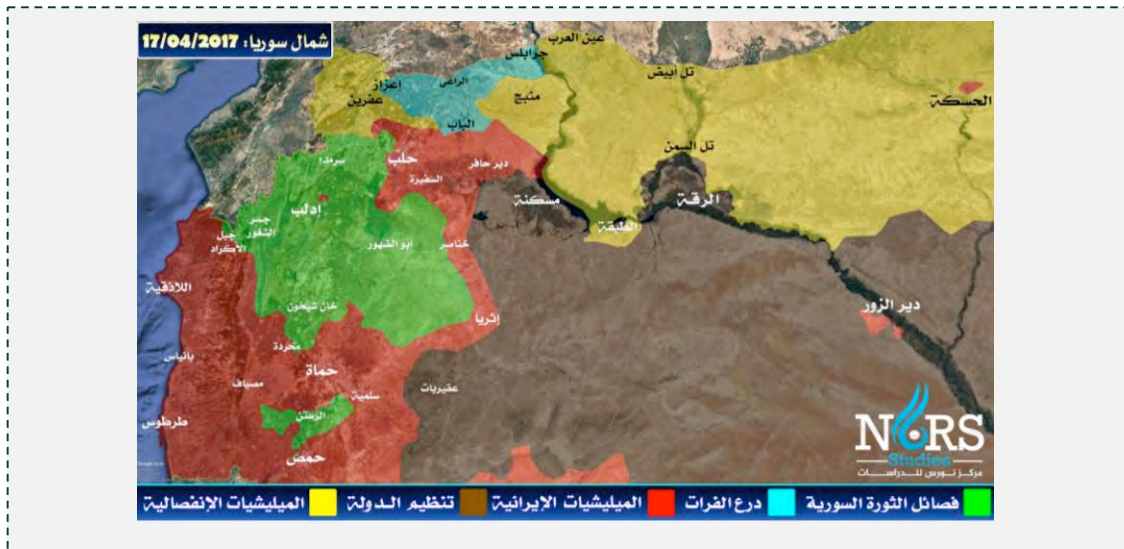 شمال سوريا: 17/04/2017
عين العرب
جرابلس
تل أبيض
إعزاز
الراعي
عفرين
منبج
الحسكة
الباب
تل السمن
سرمدا
حلب
دير حافر
السفيرة
مسكنة
الرقة
إدلب
جسر الشغور
جبل الأكراد
أبو الضهور
خناصر
الطبقة
اللاذقية
خان شيخون
إثريا
دير الزور
محردة
بانياس
حماة
مصياف
سلمية
عقيربات
طرطوس
الرستن
حمص
NORS
Studies
مركز نورس للدراسات
فصائل الثورة السورية
درع الفرات
الميليشيات الإيرانية
تنظيم الدولة
الميليشيات الإنفصالية